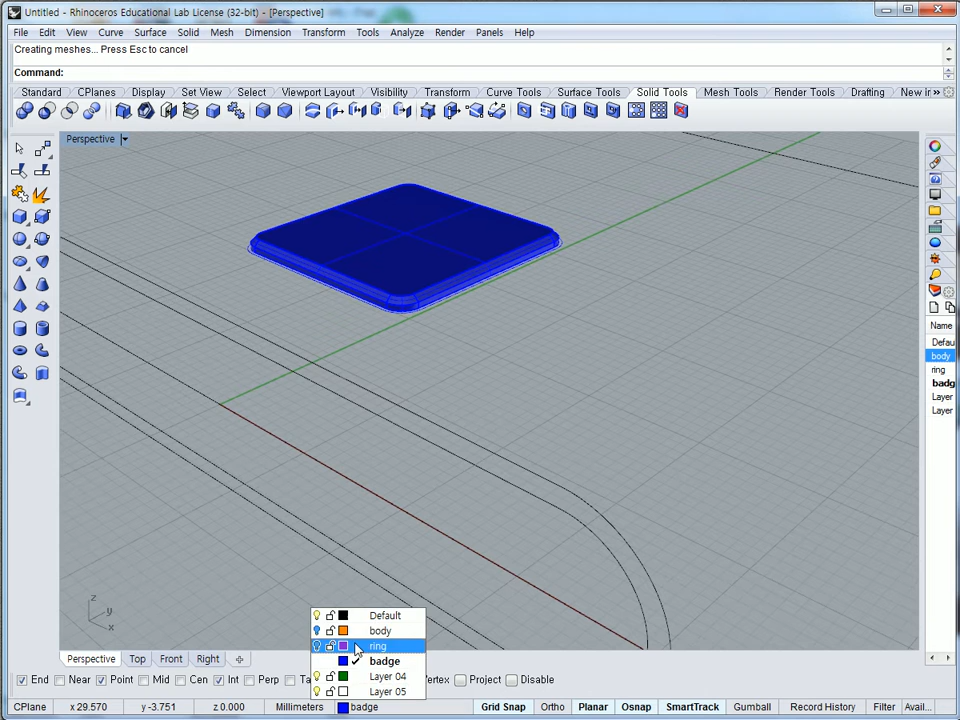 Untitled - Rhinoceros Educational Lab License (32-bit) - [Perspective]
File Edit View Curve Surface Solid Mesh Dimension Transform Tools Analyze Render Panels Help
Creating meshes... Press Esc to cancel
Command:
Standard CPlanes Display Set View Select Viewport Layout Visibility Transform Curve Tools Surface Tools Solid Tools Mesh Tools Render Tools Drafting New in »
Perspective
Name
Defau
body
ring
badg
Layer
Layer
z
y
x
Default
body
ring
badge
Layer 04
Layer 05
Perspective Top Front Right
End Near Point Mid Cen Int Perp Vertex Project Disable
CPlane x 29.570 y -3.751 z 0.000 Millimeters badge Grid Snap Ortho Planar Osnap SmartTrack Gumball Record History Filter Avail...